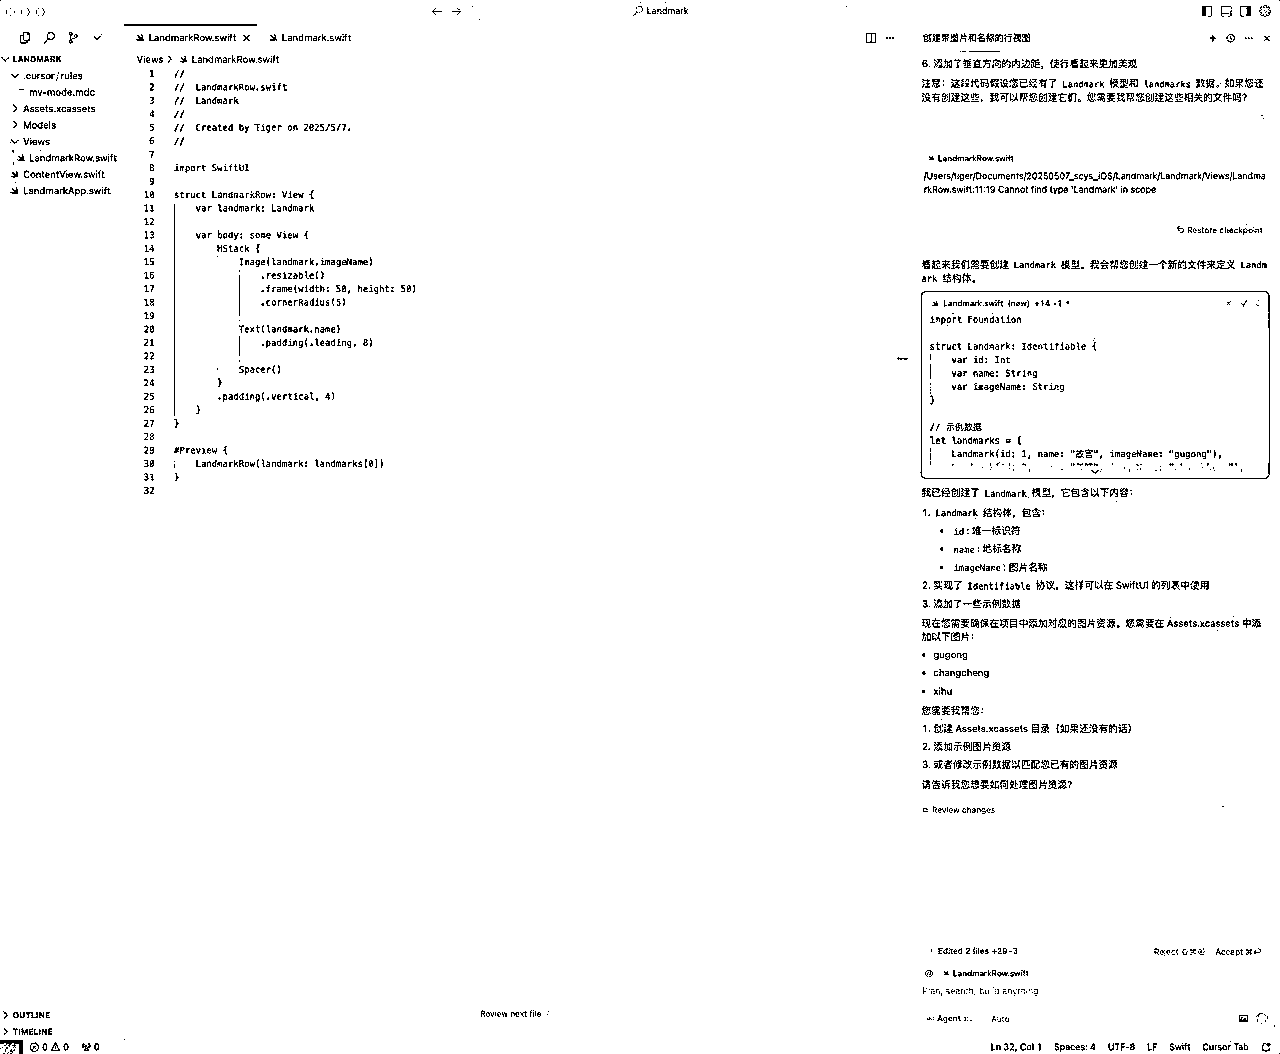 Landmark
LANDMARK
.cursor/rules
mv-mode.mdc
Assets.xcassets
Models
Views
LandmarkRow.swift
ContentView.swift
LandmarkApp.swift
OUTLINE
TIMELINE
0 0 0
LandmarkRow.swift
Landmark.swift
Views > LandmarkRow.swift
1 //
2 //  LandmarkRow.swift
3 //  Landmark
4 //
5 //  Created by Tiger on 2025/5/7.
6 //
7
8 import SwiftUI
9
10 struct LandmarkRow: View {
11     var landmark: Landmark
12
13     var body: some View {
14         HStack {
15             Image(landmark.imageName)
16                 .resizable()
17                 .frame(width: 50, height: 50)
18                 .cornerRadius(5)
19
20             Text(landmark.name)
21                 .padding(.leading, 8)
22
23             Spacer()
24         }
25         .padding(.vertical, 4)
26     }
27 }
28
29 #Preview {
30     LandmarkRow(landmark: landmarks[0])
31 }
32
Review next file
创建带图片和名称的行视图
6. 添加了垂直方向的内边距，使行看起来更加美观
注意：这段代码假设您已经有了 Landmark 模型和 landmarks 数据。如果您还
没有创建这些，我可以帮您创建它们。您需要我帮您创建这些相关的文件吗？
LandmarkRow.swift
/Users/tiger/Documents/20250507_scys_iOS/Landmark/Landmark/Views/Landma
rkRow.swift:11:19 Cannot find type 'Landmark' in scope
Restore checkpoint
看起来我们需要创建 Landmark 模型。我会帮您创建一个新的文件来定义 Landm
ark 结构体。
Landmark.swift (new) +14 -1
import Foundation
struct Landmark: Identifiable {
var id: Int
var name: String
var imageName: String
}
// 示例数据
let landmarks = [
Landmark(id: 1, name: "故宫", imageName: "gugong"),
我已经创建了 Landmark 模型，它包含以下内容：
1. Landmark 结构体，包含：
• id：唯一标识符
• name：地标名称
• imageName：图片名称
2. 实现了 Identifiable 协议，这样可以在 SwiftUI 的列表中使用
3. 添加了一些示例数据
现在您需要确保在项目中添加对应的图片资源。您需要在 Assets.xcassets 中添
加以下图片：
• gugong
• changcheng
• xihu
您需要我帮您：
1. 创建 Assets.xcassets 目录（如果还没有的话）
2. 添加示例图片资源
3. 或者修改示例数据以匹配您已有的图片资源
请告诉我您想要如何处理图片资源？
Review changes
Edited 2 files +29 -3
Reject Accept
@ LandmarkRow.swift
Plan, search, build anything
Agent Auto
Ln 32, Col 1 Spaces: 4 UTF-8 LF Swift Cursor Tab